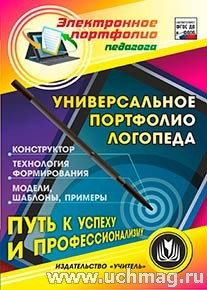 Электронное
портфолио
педагога
УНИВЕРСАЛЬНОЕ
ПОРТФОЛИО
ЛОГОПЕДА
КОНСТРУКТОР
ТЕХНОЛОГИЯ
ФОРМИРОВАНИЯ
МОДЕЛИ,
ШАБЛОНЫ, ПРИМЕРЫ
ПУТЬ К УСПЕХУ
И ПРОФЕССИОНАЛИЗМУ
ИЗДАТЕЛЬСТВО «УЧИТЕЛЬ»
www.uchmag.ru